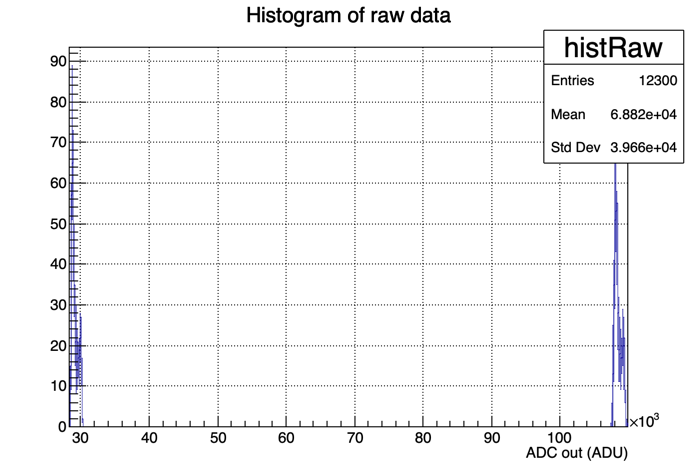 Histogram of raw data
histRaw
Entries 12300
Mean 6.882e+04
Std Dev 3.966e+04
90
80
70
60
50
40
30
20
10
0
30 40 50 60 70 80 90 100
×10³
ADC out (ADU)